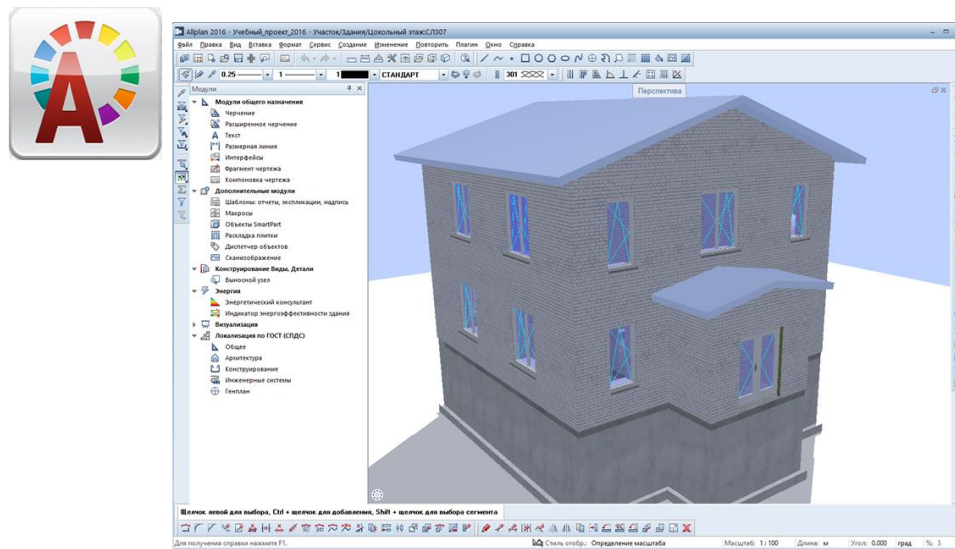 A
Allplan 2016 - Учебный_проект_2016 - Участок/Здания/Цокольный этаж:СЛ307
Файл Правка Вид Вставка Формат Сервис Создание Изменение Повторить Плагин Окно Справка
0.25 1 1 СТАНДАРТ 301
Модули
Перспектива
Модули общего назначения
Черчение
Расширенное черчение
Текст
Размерная линия
Интерфейсы
Фрагмент чертежа
Компоновка чертежа
Дополнительные модули
Шаблоны: отчеты, экспликации, надпись
Макросы
Объекты SmartPart
Раскладка плитки
Диспетчер объектов
Сканизображение
Конструирование Виды, Детали
Выносной узел
Энергия
Энергетический консультант
Индикатор энергоэффективности здания
Визуализация
Локализация по ГОСТ (СПДС)
Общее
Архитектура
Конструирование
Инженерные системы
Генплан
Щелчок левой для выбора, Ctrl + щелчок для добавления, Shift + щелчок для выбора сегмента
Для получения справки нажмите F1. Стиль отобр.: Определение масштаба Масштаб: 1 : 100 Длина: м Угол: 0.000 град %: 3